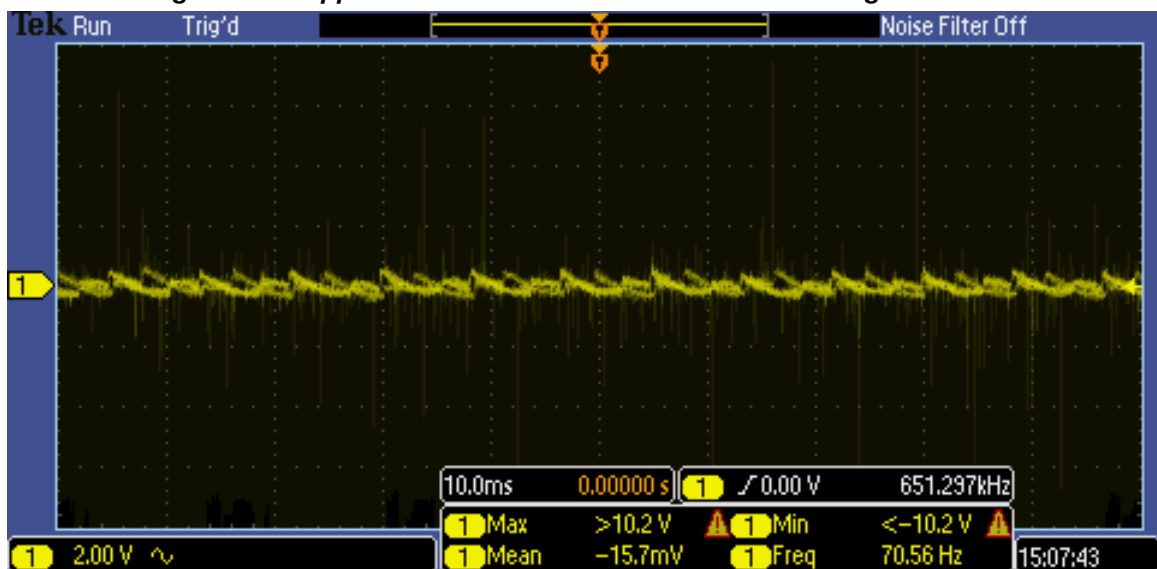 Tek Run Trig'd Noise Filter Off
T
T
1
10.0ms 0.00000 s 1 0.00 V 651.297kHz
1 Max >10.2 V 1 Min <-10.2 V
1 2.00 V 1 Mean -15.7mV 1 Freq 70.56 Hz 15:07:43